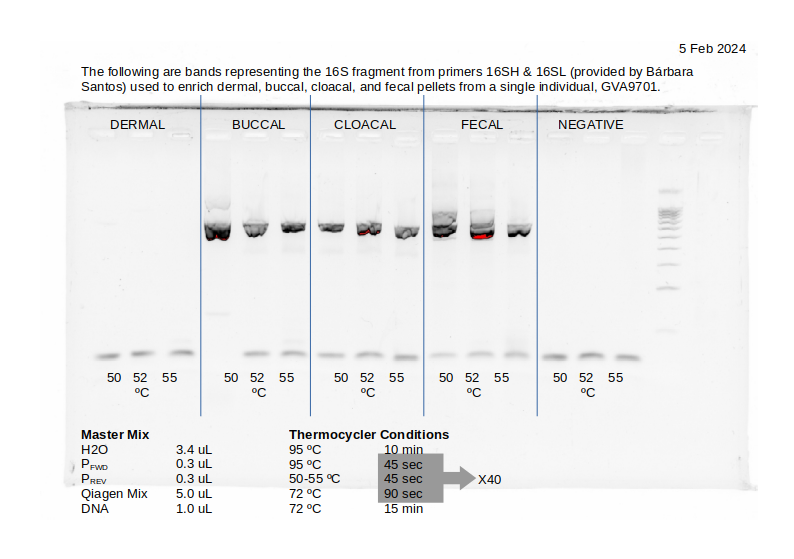 5 Feb 2024
The following are bands representing the 16S fragment from primers 16SH & 16SL (provided by Bárbara
Santos) used to enrich dermal, buccal, cloacal, and fecal pellets from a single individual, GVA9701.
DERMAL BUCCAL CLOACAL FECAL NEGATIVE
50 52 55 50 52 55 50 52 55 50 52 55 50 52 55
ºC ºC ºC ºC ºC
Master Mix Thermocycler Conditions
H2O 3.4 uL 95 ºC 10 min
PFWD 0.3 uL 95 ºC 45 sec
PREV 0.3 uL 50-55 ºC 45 sec X40
Qiagen Mix 5.0 uL 72 ºC 90 sec
DNA 1.0 uL 72 ºC 15 min